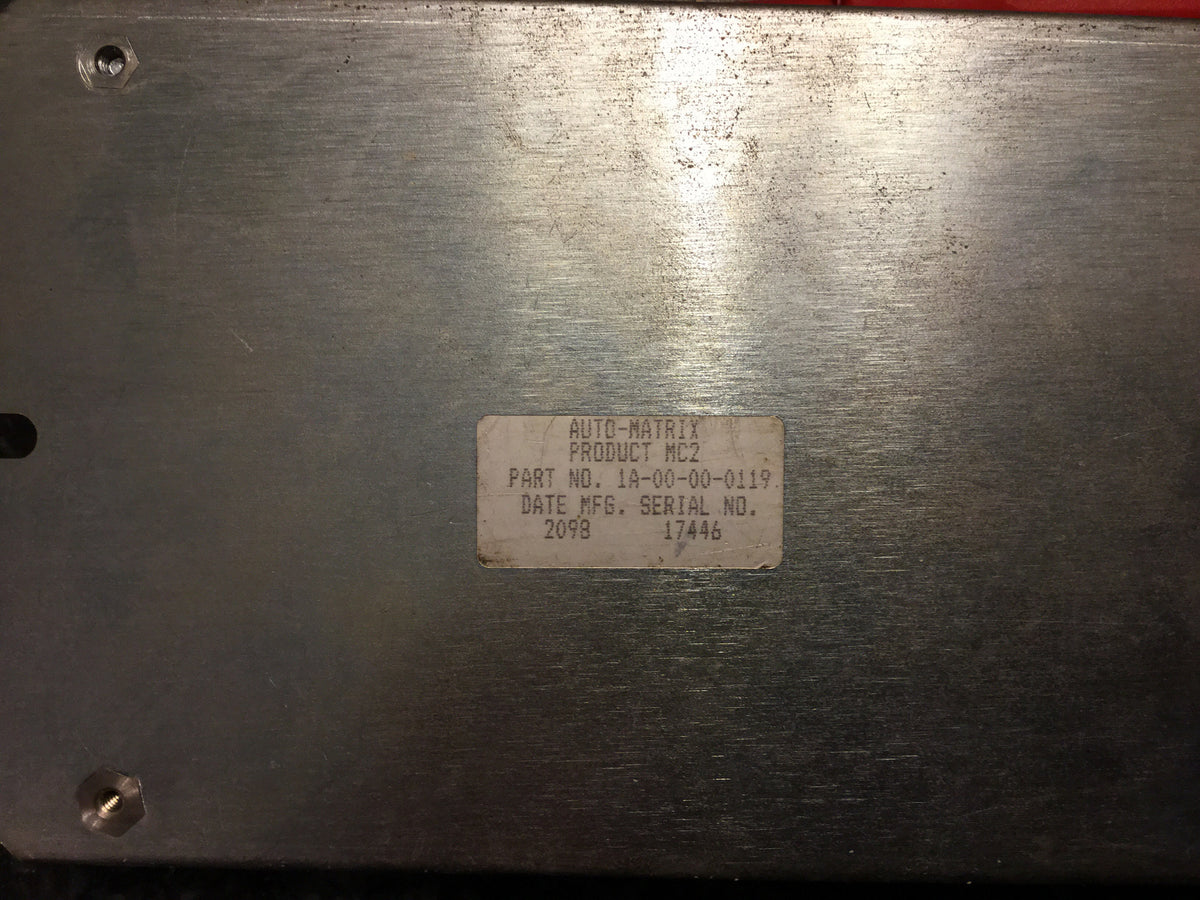 AUTO-MATRIX
PRODUCT MC2
PART NO. 1A-00-00-0119
DATE MFG. SERIAL NO.
2098 17446